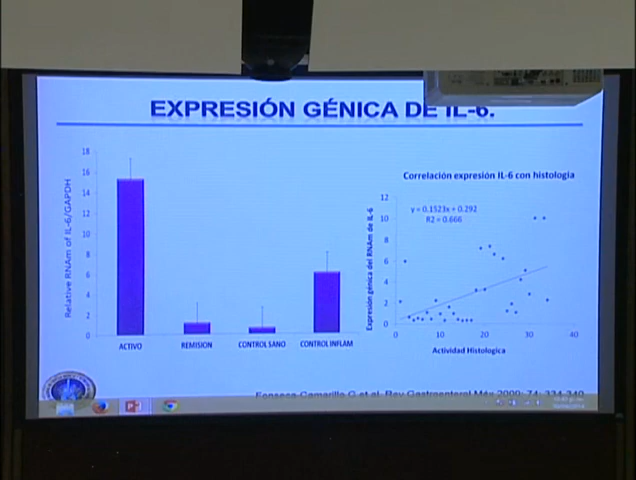 EXPRESIÓN GÉNICA DE IL-6.
Relative RNAm of IL-6/GAPDH
18
16
14
12
10
8
6
4
2
0
ACTIVO
REMISION
CONTROL SANO
CONTROL INFLAM
Correlación expresión IL-6 con histología
Expresión génica del RNAm de IL-6
12
10
8
6
4
2
0
y = 0.1523x + 0.292
R2 = 0.666
0
10
20
30
40
Actividad Histologica
Fonseca-Camarillo G et al. Rev Gastroenterol Méx 2009; 74: 334-340